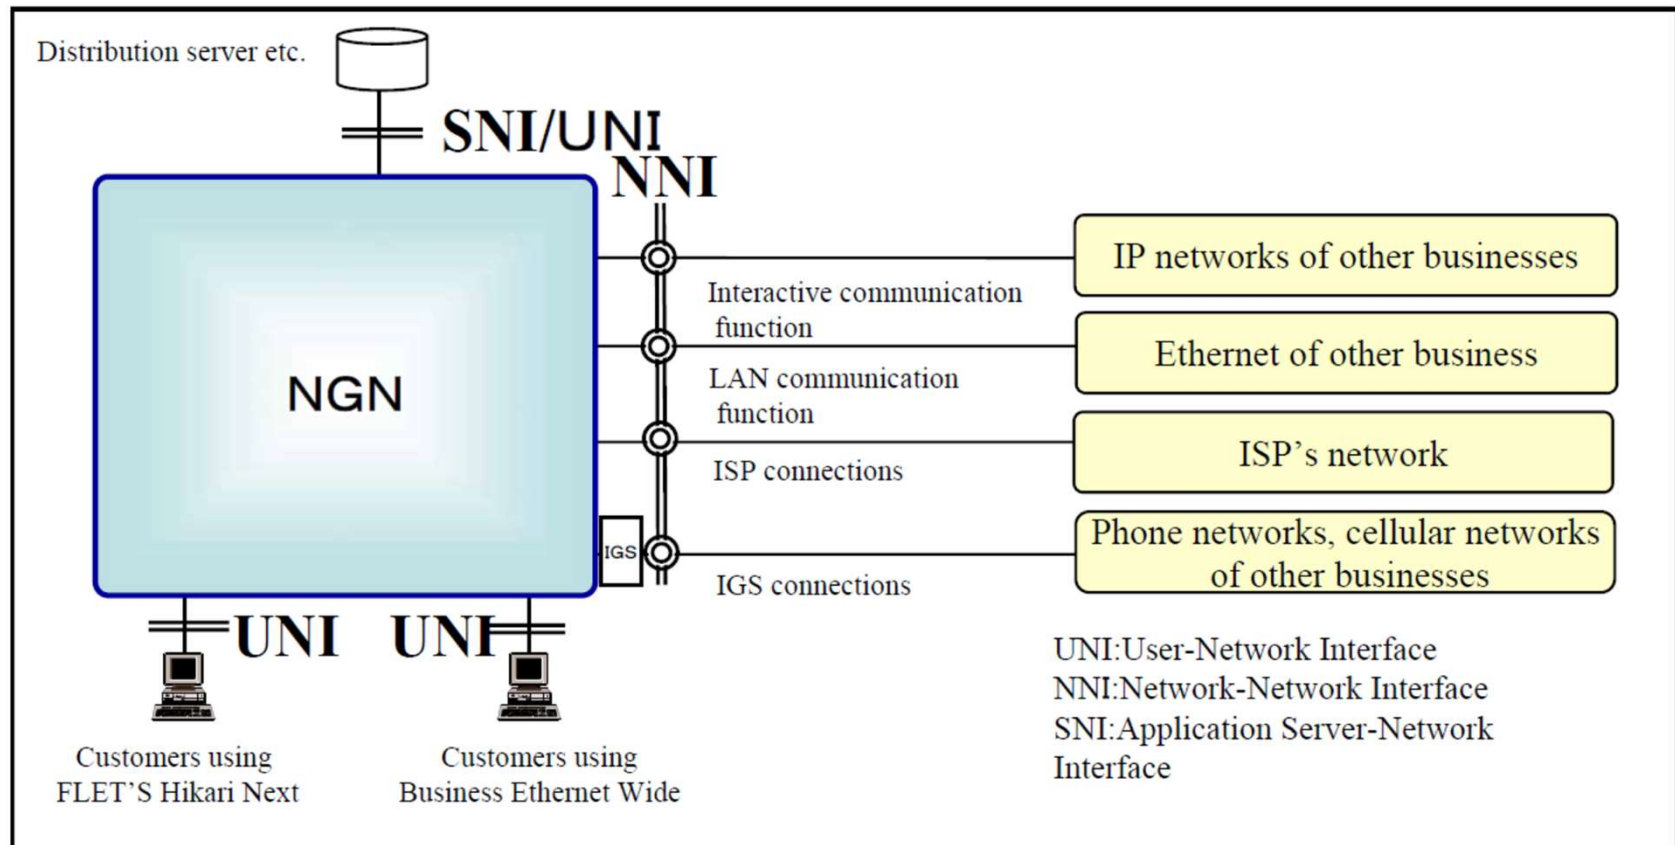 Distribution server etc.
SNI/UNI
NNI
NGN
IP networks of other businesses
Interactive communication
function
Ethernet of other business
LAN communication
function
ISP's network
ISP connections
IGS
Phone networks, cellular networks
of other businesses
IGS connections
UNI
UNI
UNI:User-Network Interface
NNI:Network-Network Interface
SNI:Application Server-Network
Interface
Customers using
FLET'S Hikari Next
Customers using
Business Ethernet Wide